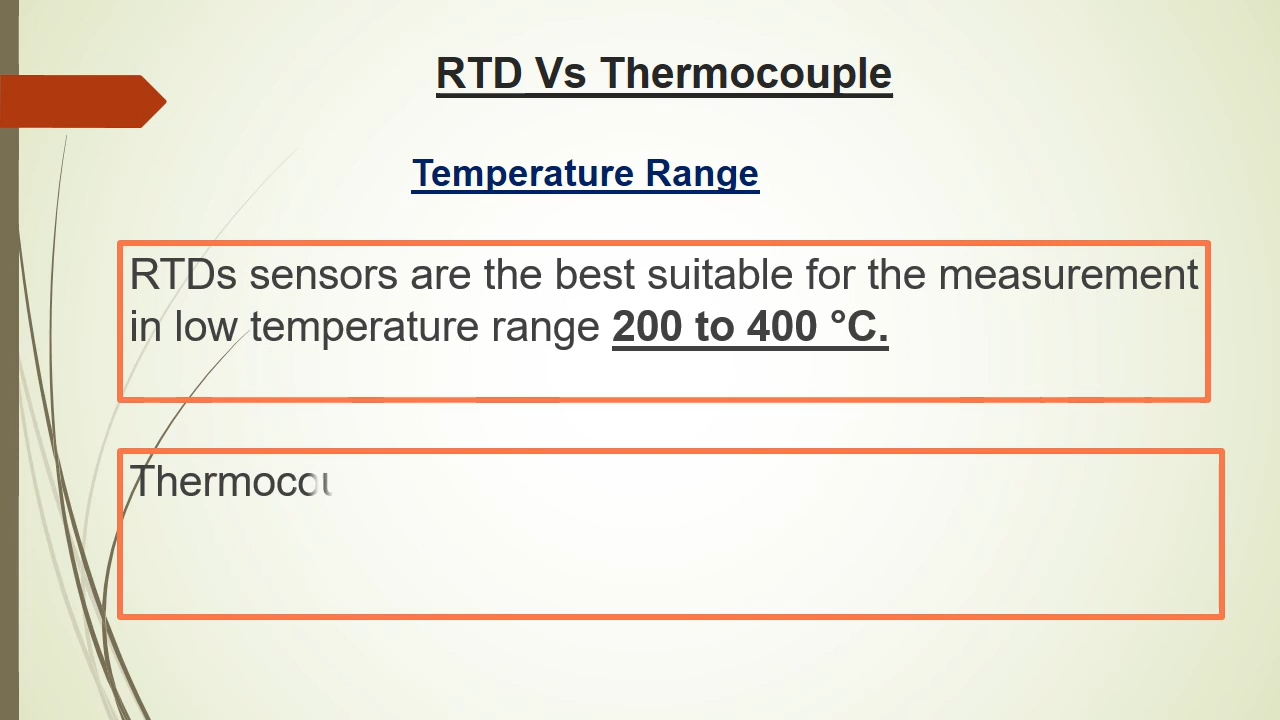 RTD Vs Thermocouple
Temperature Range
RTDs sensors are the best suitable for the measurement
in low temperature range 200 to 400 °C.
Thermocou